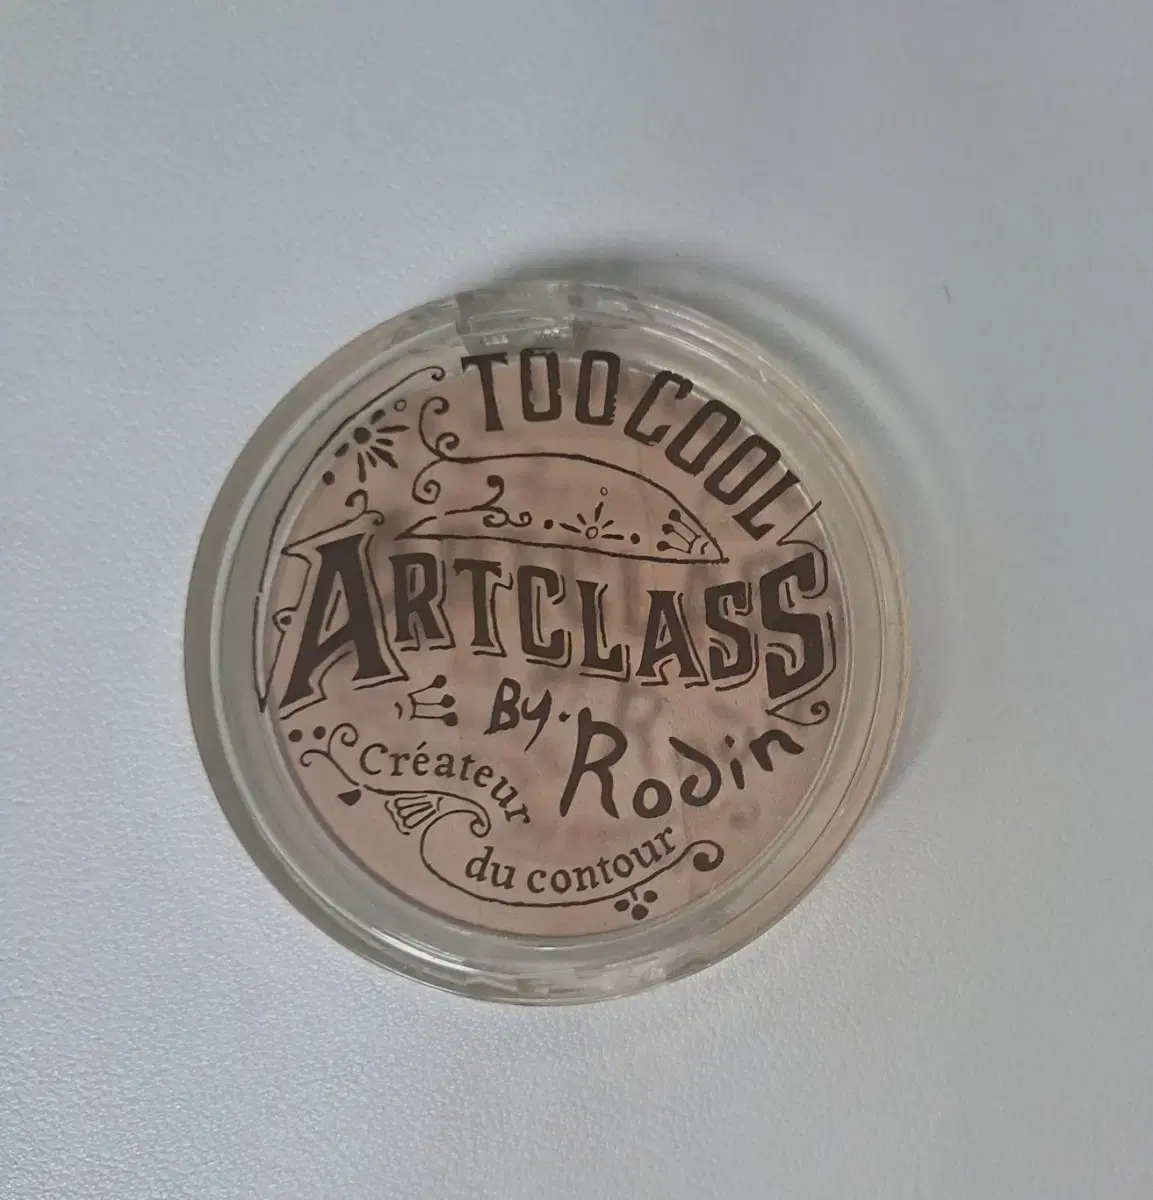 TOOCOOL
ARTCLASS
By. Rodin
Créateur
du contour